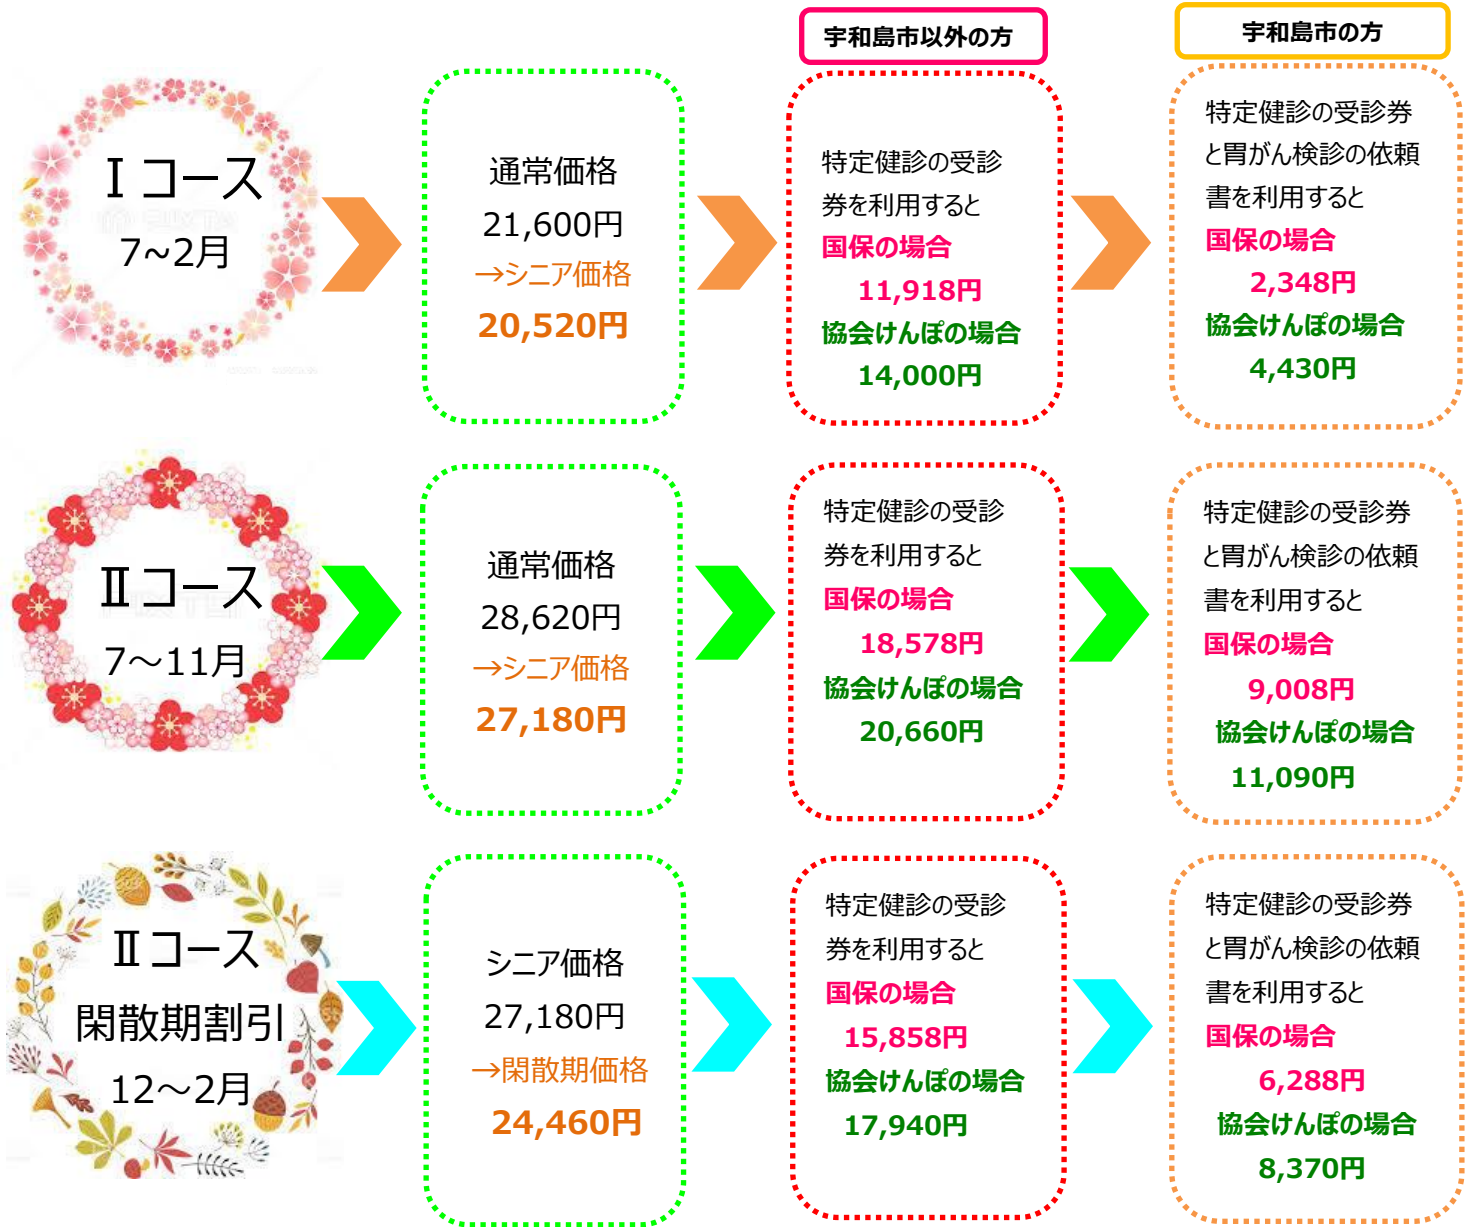 宇和島市以外の方
宇和島市の方
Ⅰコース
7~2月
通常価格
21,600円
→シニア価格
20,520円
特定健診の受診
券を利用すると
国保の場合
11,918円
協会けんぽの場合
14,000円
特定健診の受診券
と胃がん検診の依頼
書を利用すると
国保の場合
2,348円
協会けんぽの場合
4,430円
Ⅱコース
7～11月
通常価格
28,620円
→シニア価格
27,180円
特定健診の受診
券を利用すると
国保の場合
18,578円
協会けんぽの場合
20,660円
特定健診の受診券
と胃がん検診の依頼
書を利用すると
国保の場合
9,008円
協会けんぽの場合
11,090円
Ⅱコース
閑散期割引
12～2月
シニア価格
27,180円
→閑散期価格
24,460円
特定健診の受診
券を利用すると
国保の場合
15,858円
協会けんぽの場合
17,940円
特定健診の受診券
と胃がん検診の依頼
書を利用すると
国保の場合
6,288円
協会けんぽの場合
8,370円